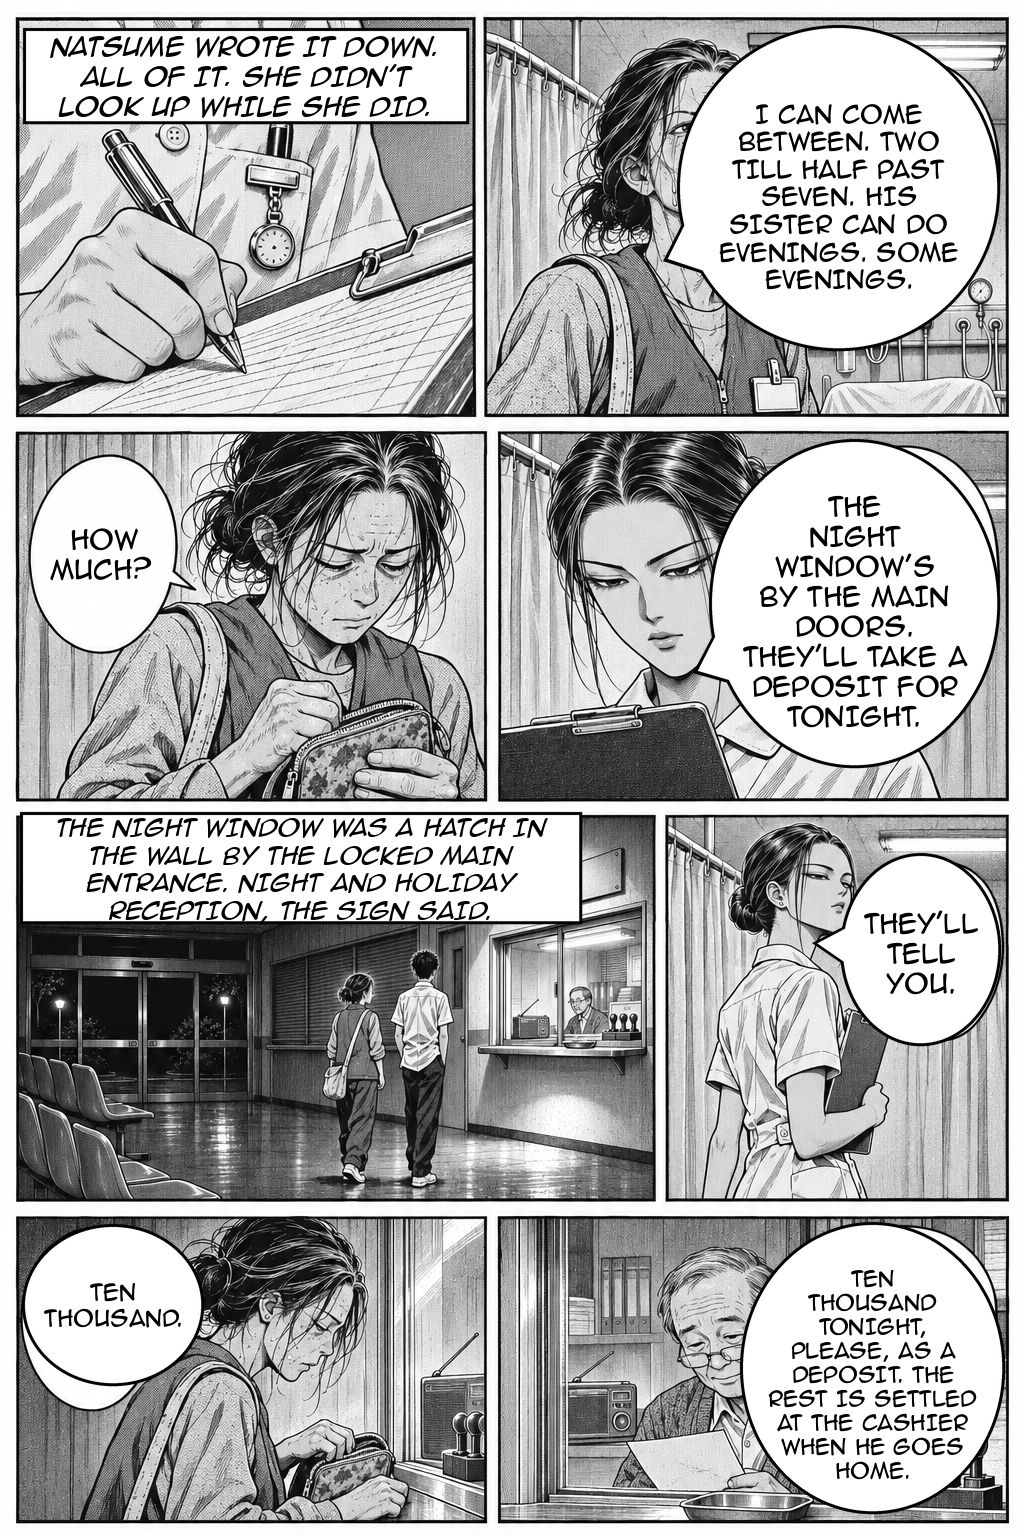 I CAN COME
BETWEEN. TWO
TILL HALF PAST
SEVEN. HIS
SISTER CAN DO
EVENINGS. SOME
EVENINGS.
NATSUME WROTE IT DOWN.
ALL OF IT. SHE DIDN'T
LOOK UP WHILE SHE DID.
THE
NIGHT
WINDOW'S
BY THE MAIN
DOORS.
THEY'LL TAKE A
DEPOSIT FOR
TONIGHT.
HOW
MUCH?
THEY'LL
TELL
YOU.
THE NIGHT WINDOW WAS A HATCH IN
THE WALL BY THE LOCKED MAIN
ENTRANCE. NIGHT AND HOLIDAY
RECEPTION, THE SIGN SAID.
TEN
THOUSAND
TONIGHT,
PLEASE, AS A
DEPOSIT. THE
REST IS SETTLED
AT THE CASHIER
WHEN HE GOES
HOME.
TEN
THOUSAND.